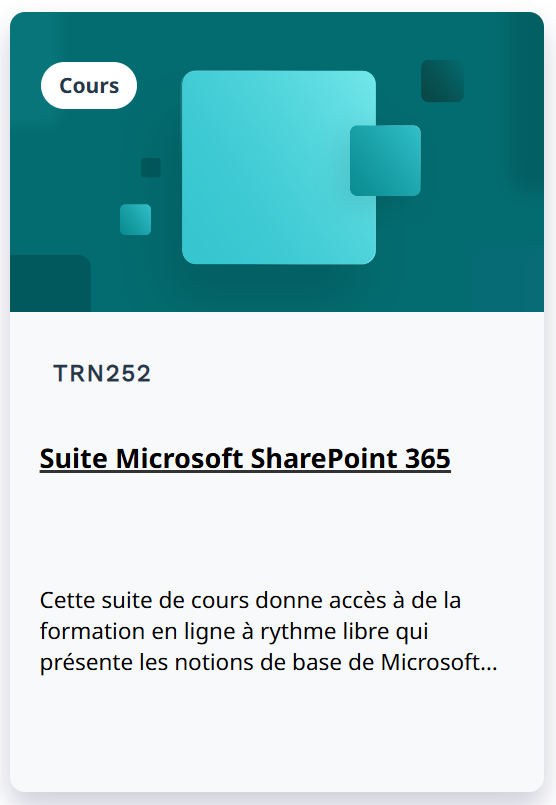 Cours
TRN252
Suite Microsoft SharePoint 365
Cette suite de cours donne accès à de la
formation en ligne à rythme libre qui
présente les notions de base de Microsoft...